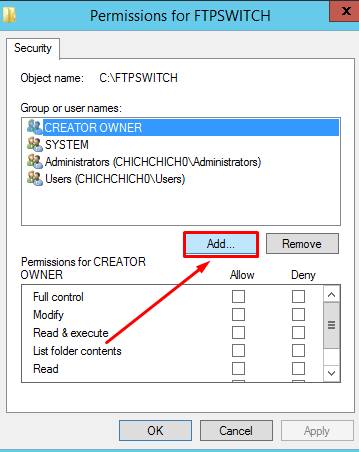 Permissions for FTPSWITCH
Security
Object name: C:\FTPSWITCH
Group or user names:
CREATOR OWNER
SYSTEM
Administrators (CHICHCHICH0\Administrators)
Users (CHICHCHICH0\Users)
Add... Remove
Permissions for CREATOR
OWNER Allow Deny
Full control
Modify
Read & execute
List folder contents
Read
OK Cancel Apply